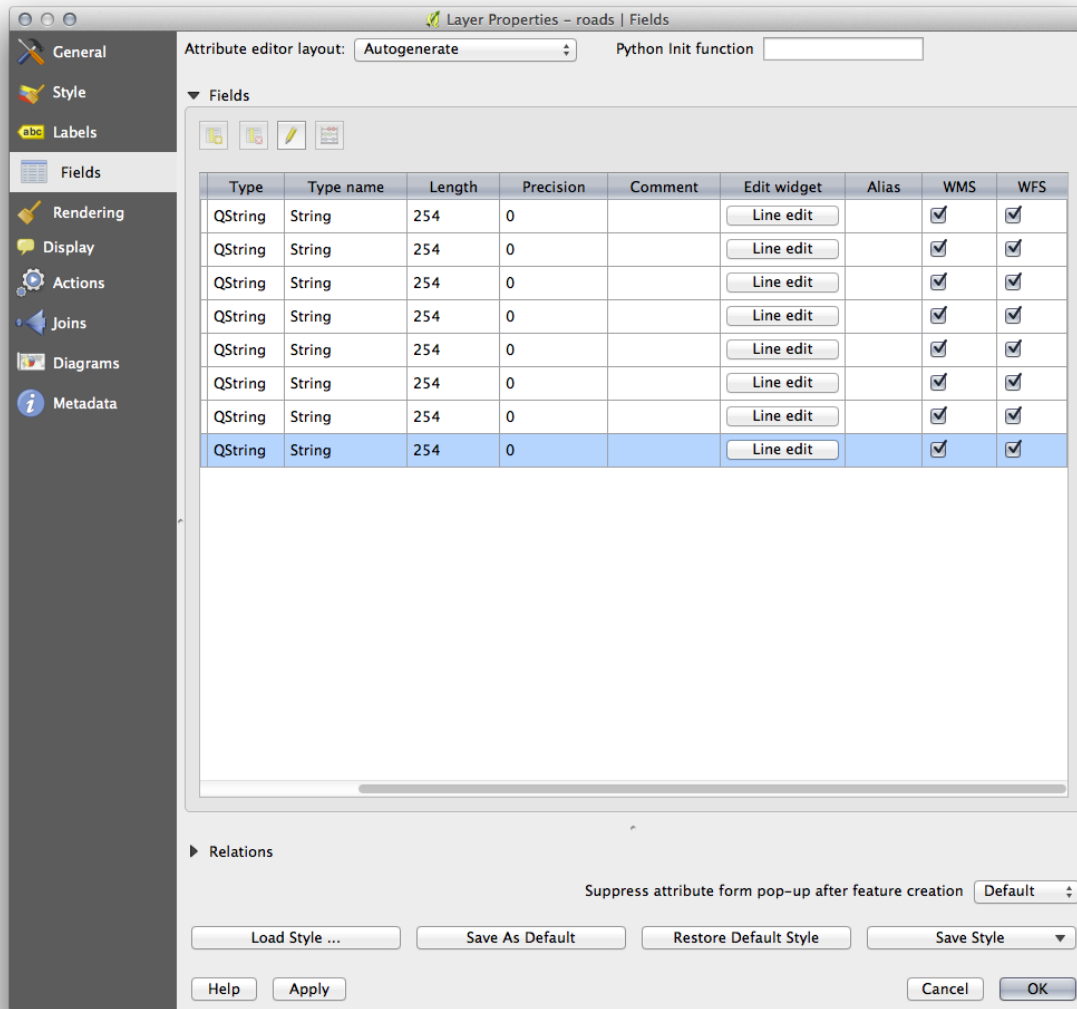 Layer Properties – roads | Fields
General
Style
abc Labels
Fields
Rendering
Display
Actions
Joins
Diagrams
i Metadata
Attribute editor layout: Autogenerate Python Init function
Fields
Type Type name Length Precision Comment Edit widget Alias WMS WFS
QString String 254 0 Line edit
QString String 254 0 Line edit
QString String 254 0 Line edit
QString String 254 0 Line edit
QString String 254 0 Line edit
QString String 254 0 Line edit
QString String 254 0 Line edit
QString String 254 0 Line edit
Relations
Suppress attribute form pop-up after feature creation Default
Load Style ... Save As Default Restore Default Style Save Style
Help Apply Cancel OK